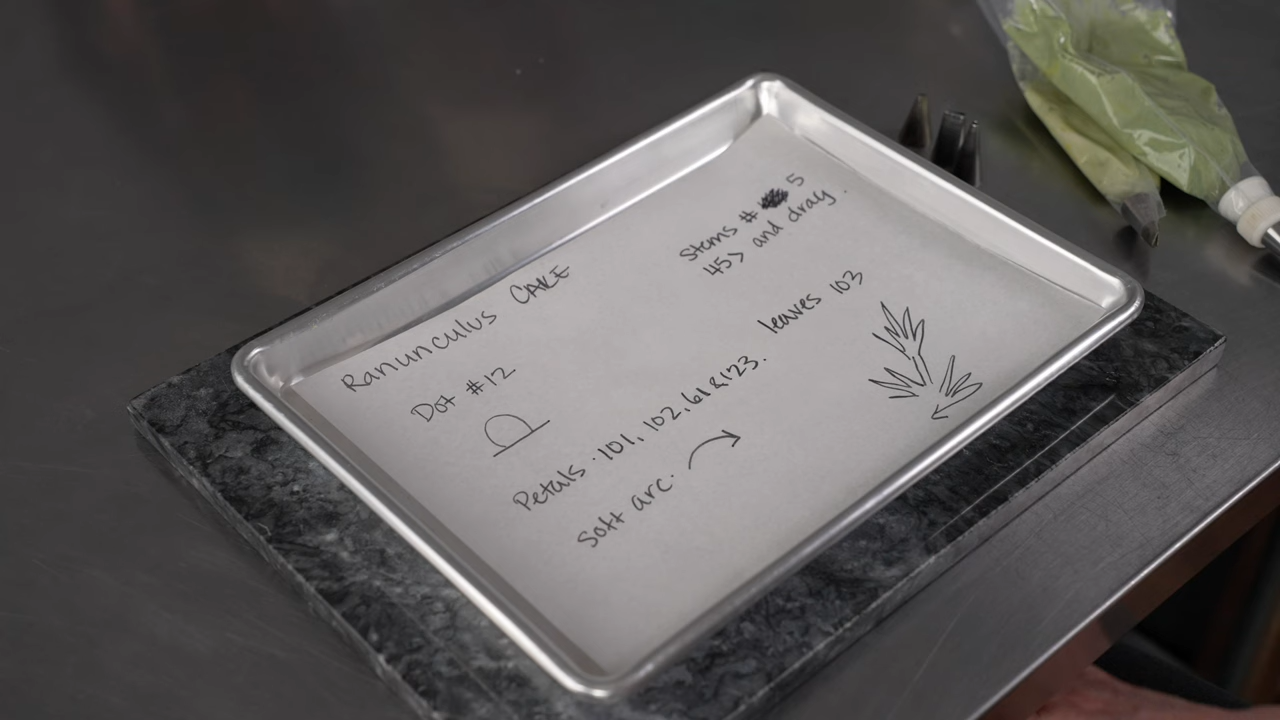 Ranunculus CAKE
Dot #12
Petals · 101, 102, 61 & 123.
Soft arc.
Stems # 5
45> and drag.
leaves 103